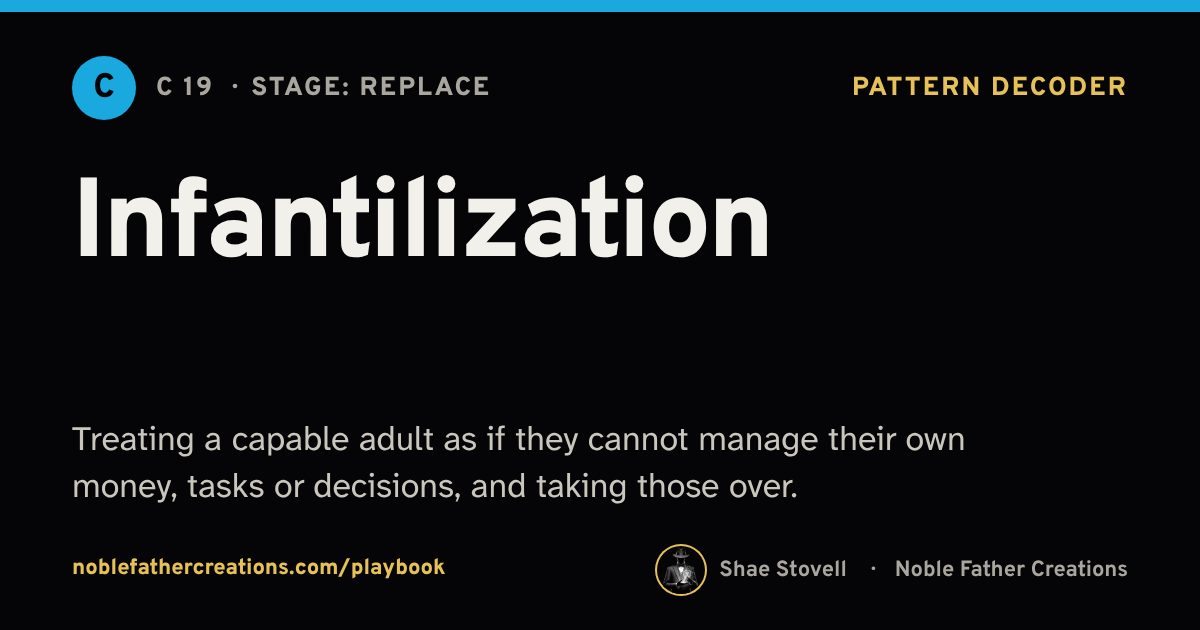 C
C 19 · STAGE: REPLACE
PATTERN DECODER
Infantilization
Treating a capable adult as if they cannot manage their own
money, tasks or decisions, and taking those over.
noblefathercreations.com/playbook
Shae Stovell · Noble Father Creations